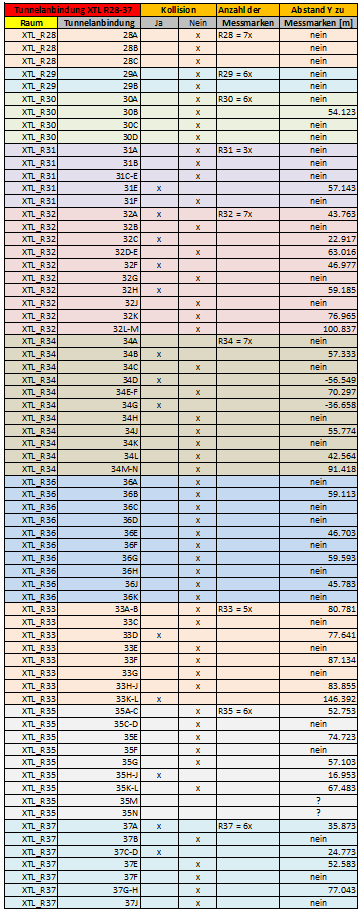 Tunnelanbindung XTL R28-37 Kollision Anzahl der Abstand Y zu
Raum Tunnelanbindung Ja Nein Messmarken Messmarken [m]
XTL_R28 28A x R28 = 7x nein
XTL_R28 28B x nein
XTL_R28 28C x nein
XTL_R29 29A x R29 = 6x nein
XTL_R29 29B x nein
XTL_R30 30A x R30 = 6x nein
XTL_R30 30B x 54.123
XTL_R30 30C x nein
XTL_R30 30D x nein
XTL_R31 31A x R31 = 3x nein
XTL_R31 31B x nein
XTL_R31 31C-E x nein
XTL_R31 31E x 57.143
XTL_R31 31F x nein
XTL_R32 32A x R32 = 7x 43.763
XTL_R32 32B x nein
XTL_R32 32C x 22.917
XTL_R32 32D-E x 63.016
XTL_R32 32F x 46.977
XTL_R32 32G x nein
XTL_R32 32H x 59.185
XTL_R32 32J x nein
XTL_R32 32K x 76.965
XTL_R32 32L-M x 100.837
XTL_R34 34A x R34 = 7x nein
XTL_R34 34B x 57.333
XTL_R34 34C x nein
XTL_R34 34D x -56.549
XTL_R34 34E-F x 70.297
XTL_R34 34G x -36.658
XTL_R34 34H x nein
XTL_R34 34J x 55.774
XTL_R34 34K x nein
XTL_R34 34L x 42.564
XTL_R34 34M-N x 91.418
XTL_R36 36A x nein
XTL_R36 36B x 59.113
XTL_R36 36C x nein
XTL_R36 36D x nein
XTL_R36 36E x 46.703
XTL_R36 36F x nein
XTL_R36 36G x 59.593
XTL_R36 36H x nein
XTL_R36 36J x 45.783
XTL_R36 36K x nein
XTL_R33 33A-B x R33 = 5x 80.781
XTL_R33 33C x nein
XTL_R33 33D x 77.641
XTL_R33 33E x nein
XTL_R33 33F x 87.134
XTL_R33 33G x nein
XTL_R33 33H-J x 83.855
XTL_R33 33K-L x 146.392
XTL_R35 35A-C x R35 = 6x 52.753
XTL_R35 35C-D x nein
XTL_R35 35E x 74.723
XTL_R35 35F x nein
XTL_R35 35G x 57.103
XTL_R35 35H-J x 16.953
XTL_R35 35K-L x 67.483
XTL_R35 35M ?
XTL_R35 35N ?
XTL_R37 37A x R37 = 6x 35.873
XTL_R37 37B x nein
XTL_R37 37C-D x 24.773
XTL_R37 37E x 52.583
XTL_R37 37F x nein
XTL_R37 37G-H x 77.043
XTL_R37 37J x nein